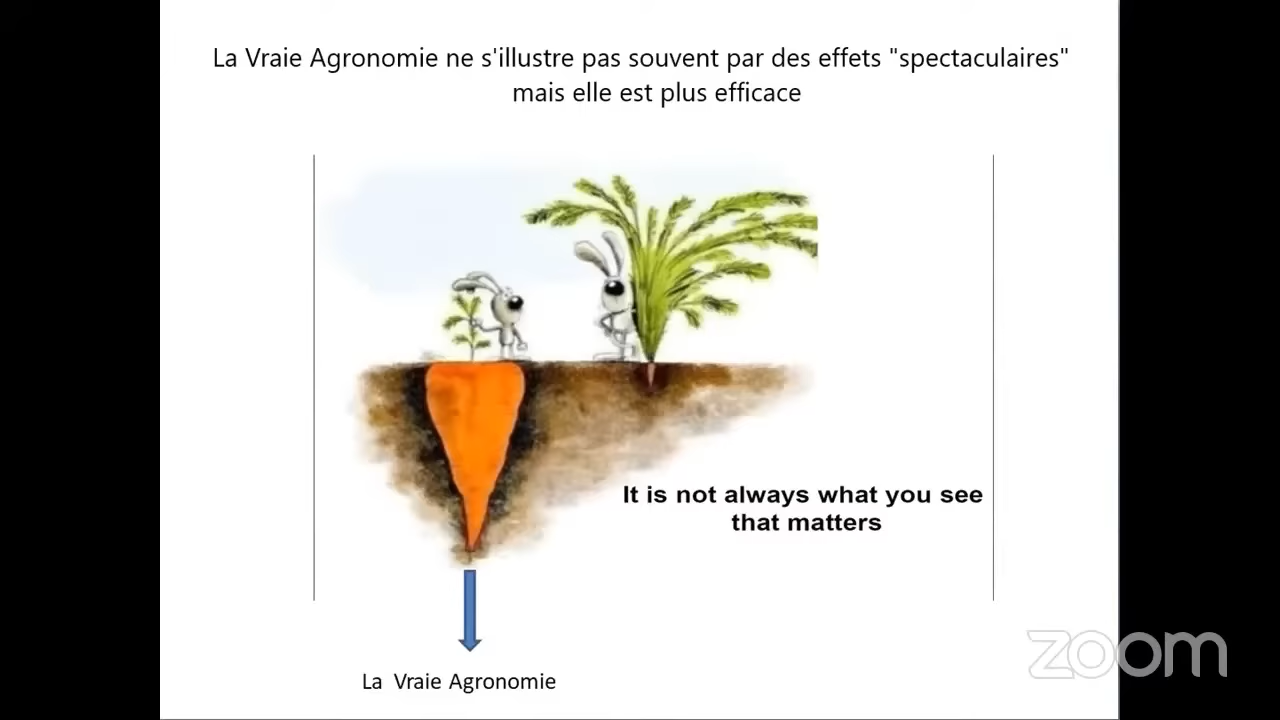 La Vraie Agronomie ne s'illustre pas souvent par des effets "spectaculaires"
mais elle est plus efficace
It is not always what you see
that matters
La Vraie Agronomie
zoom